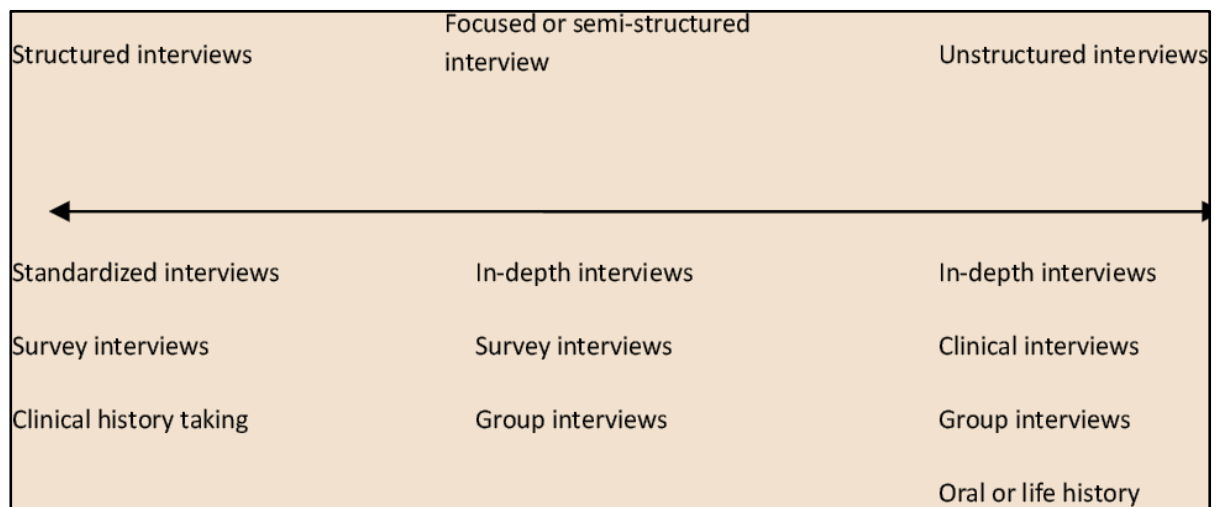 Structured interviews
Focused or semi-structured
interview
Unstructured interviews
Standardized interviews
In-depth interviews
In-depth interviews
Survey interviews
Survey interviews
Clinical interviews
Clinical history taking
Group interviews
Group interviews
Oral or life history